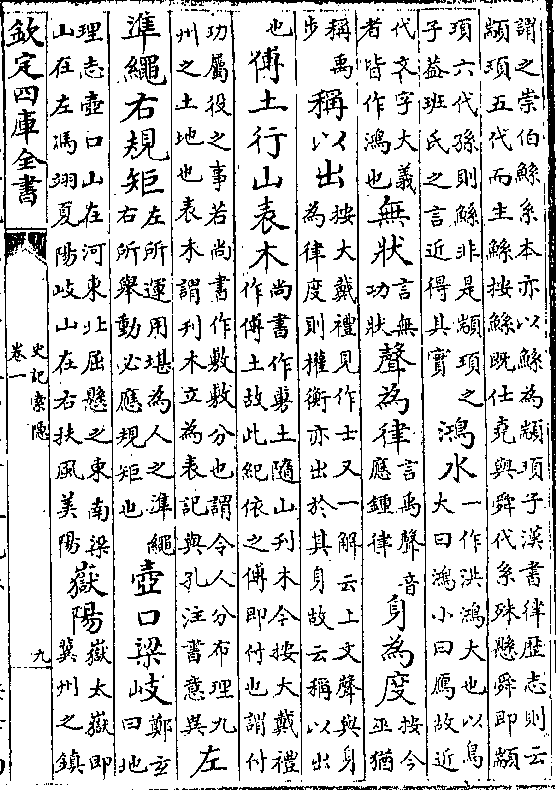 謂之崇伯鯀系本亦以鯀為顓頊子漢書律歷志則云
顓頊五代而生鯀按鯀既仕堯與舜代系殊懸舜即顓
頊六代孫則鯀非是顓頊之
子葢班氏之言近得其實
鴻水
一作洪鴻大也以鳥
大曰鴻小曰鴈故近
代文字大義
者皆作鴻也
無狀
言無
功狀
聲為律
言禹聲音
應鍾律
身為度
按今
巫猶
稱禹
步
稱以出
按大戴禮見作士又一解云上文聲與身
為律度則權衡亦出於其身故云稱以出
也
傅土行山表木
尚書作敷土隨山刋木今按大戴禮
作傅土故此紀依之傅即付也謂付
功屬役之事若尚書作敷敷分也謂令人分布理九
州之土地也表木謂刋木立為表記與孔注書意異
左
準繩右規矩
左所運用堪為人之準繩
右所舉動必應規矩也
壺口梁岐
鄭玄
曰地
理志壺口山在河東北屈縣之東南梁
山在左馮翊夏陽岐山在右扶風美陽
嶽陽
嶽太嶽即
冀州之鎮
欽定四庫全書
史記索隱
卷一
九